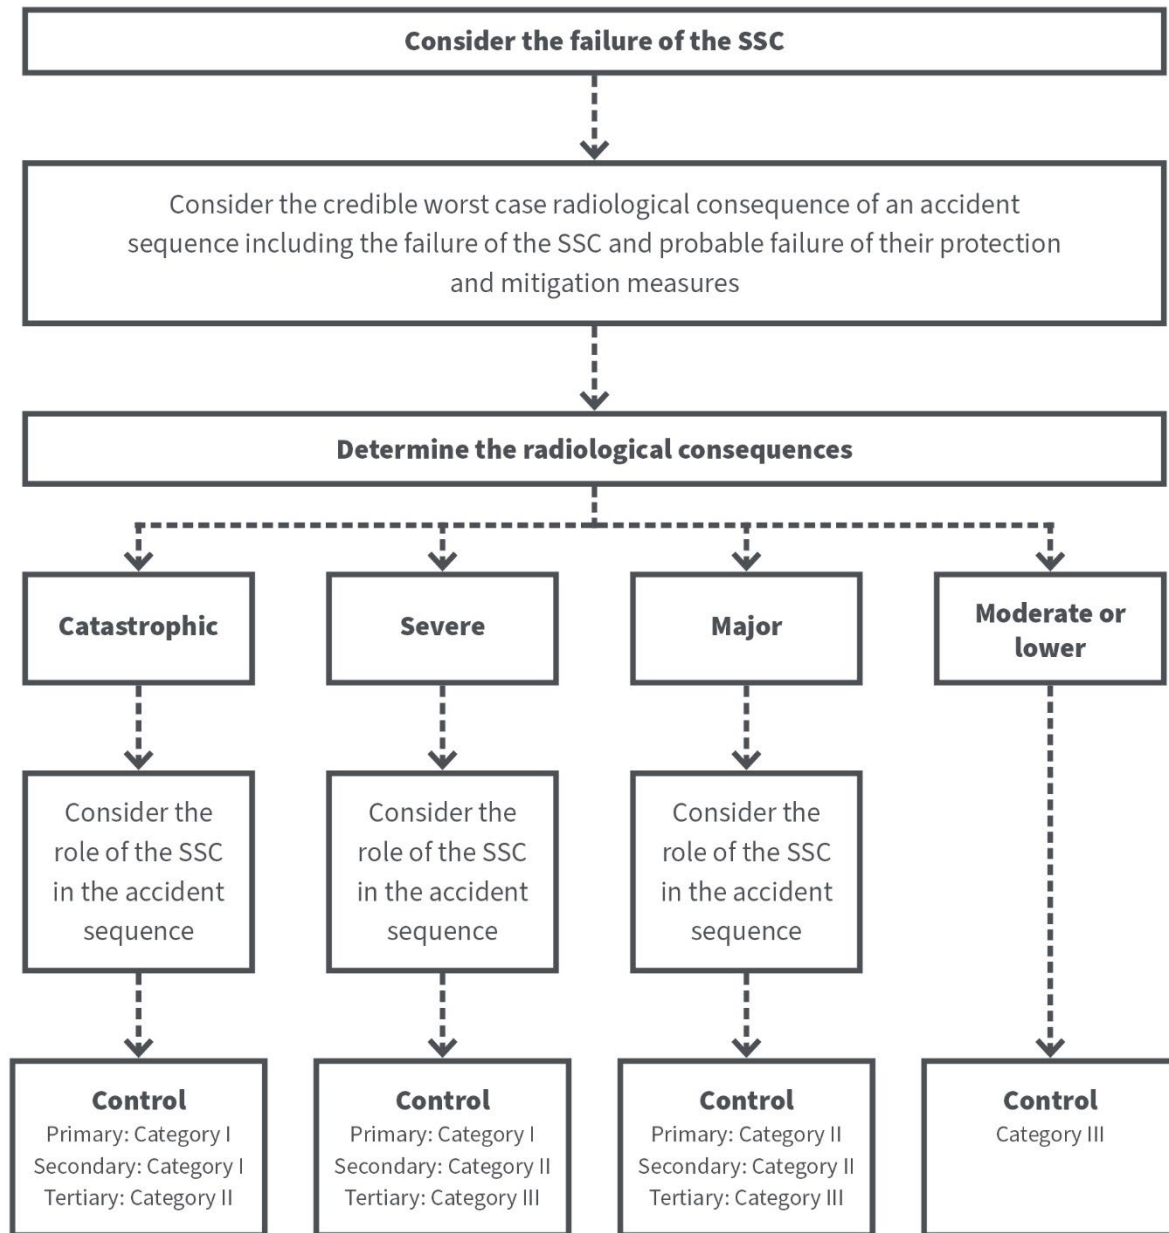 Consider the failure of the SSC
Consider the credible worst case radiological consequence of an accident
sequence including the failure of the SSC and probable failure of their protection
and mitigation measures
Determine the radiological consequences
Catastrophic
Severe
Major
Moderate or
lower
Consider the
role of the SSC
in the accident
sequence
Consider the
role of the SSC
in the accident
sequence
Consider the
role of the SSC
in the accident
sequence
Control
Primary: Category I
Secondary: Category I
Tertiary: Category II
Control
Primary: Category I
Secondary: Category II
Tertiary: Category III
Control
Primary: Category II
Secondary: Category II
Tertiary: Category III
Control
Category III